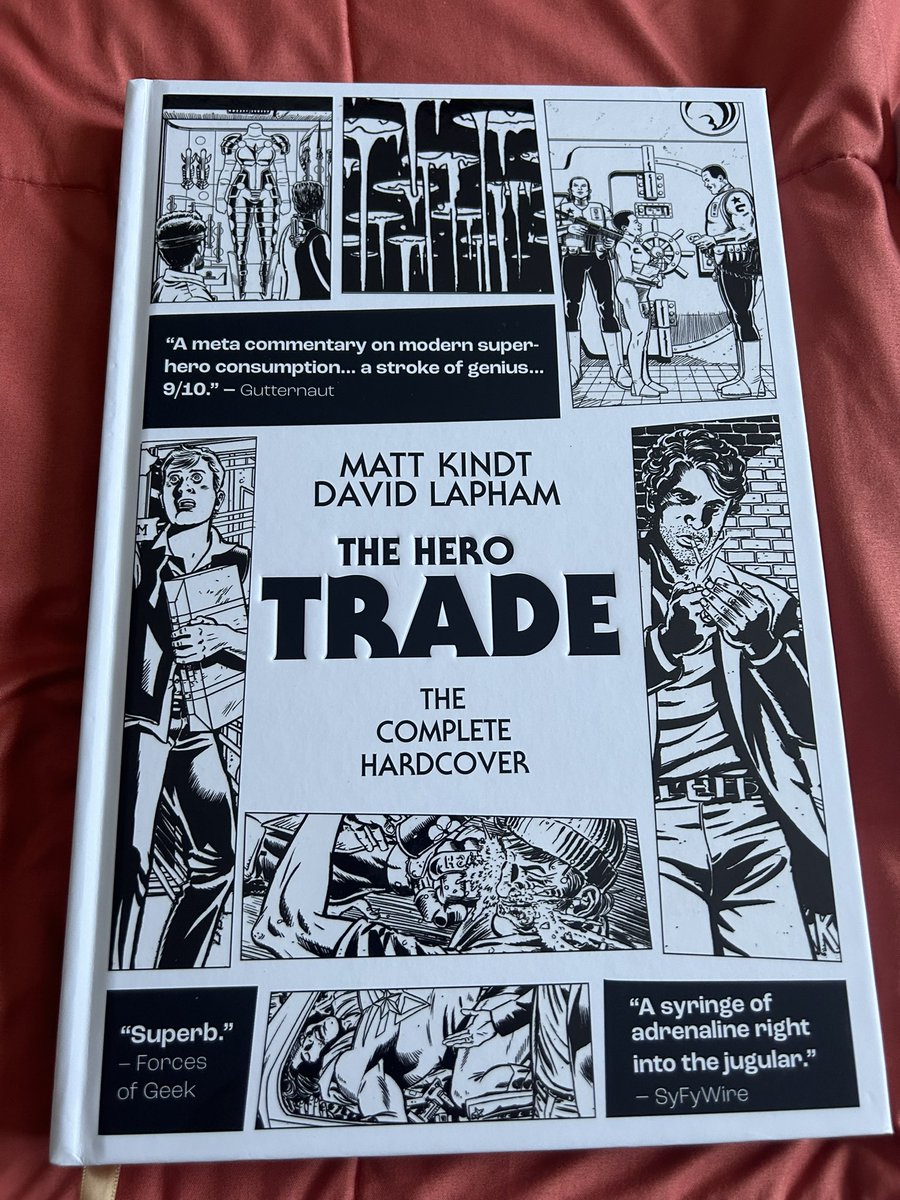 “A meta commentary on modern super-
hero consumption... a stroke of genius...
9/10.” – Gutternaut
MATT KINDT
DAVID LAPHAM
THE HERO
TRADE
THE
COMPLETE
HARDCOVER
“Superb.”
– Forces
of Geek
“A syringe of
adrenaline right
into the jugular.”
– SyFyWire